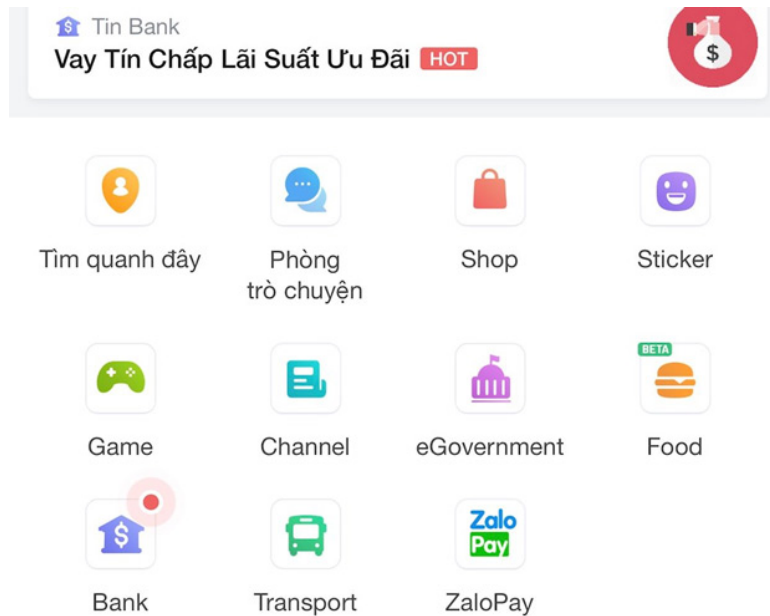 Tin Bank
Vay Tín Chấp Lãi Suất Ưu Đãi HOT
$
Tìm quanh đây
Phòng
trò chuyện
Shop
Sticker
BETA
Game
Channel
eGovernment
Food
$
Zalo
Pay
Bank
Transport
ZaloPay